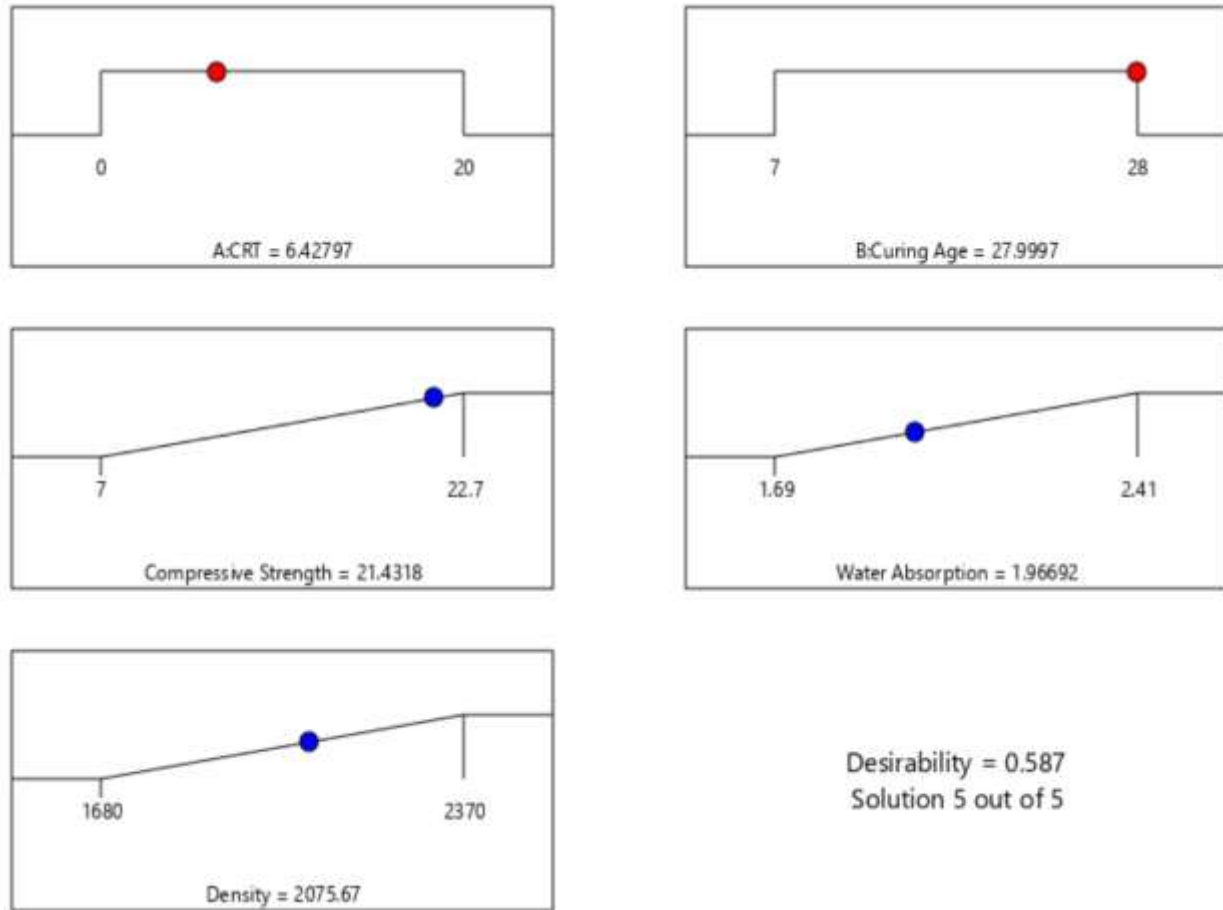 0 20
A:CRT = 6.42797
7 28
B:Curing Age = 27.9997
7 22.7
Compressive Strength = 21.4318
1.69 2.41
Water Absorption = 1.96692
1680 2370
Density = 2075.67
Desirability = 0.587
Solution 5 out of 5